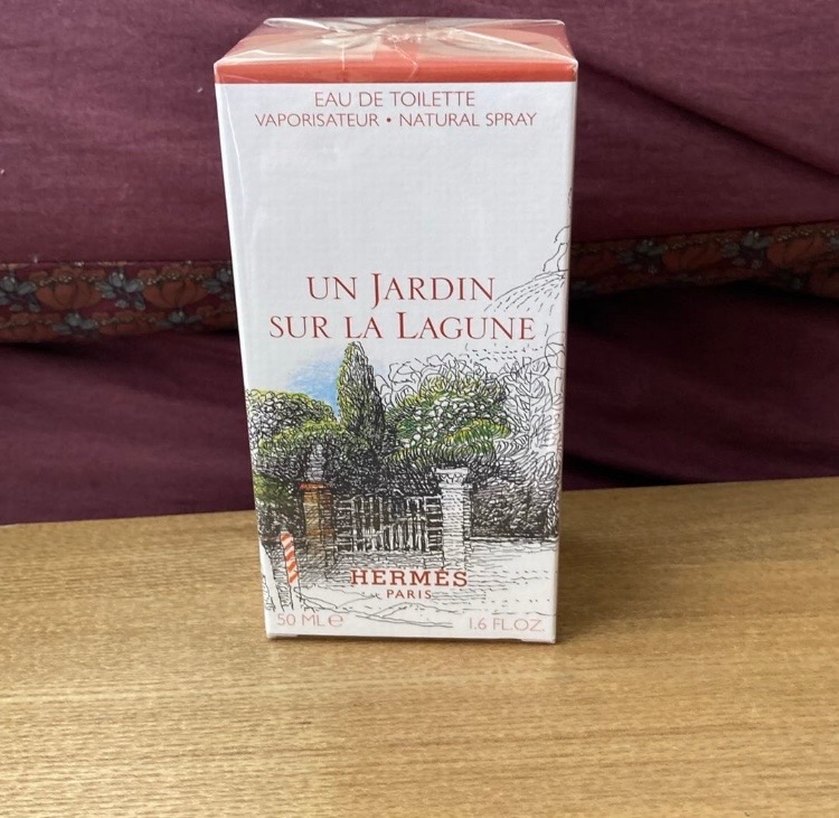 EAU DE TOILETTE
VAPORISATEUR • NATURAL SPRAY
UN JARDIN
SUR LA LAGUNE
HERMÈS
PARIS
50 ML ℮ 1.6 FL.OZ.